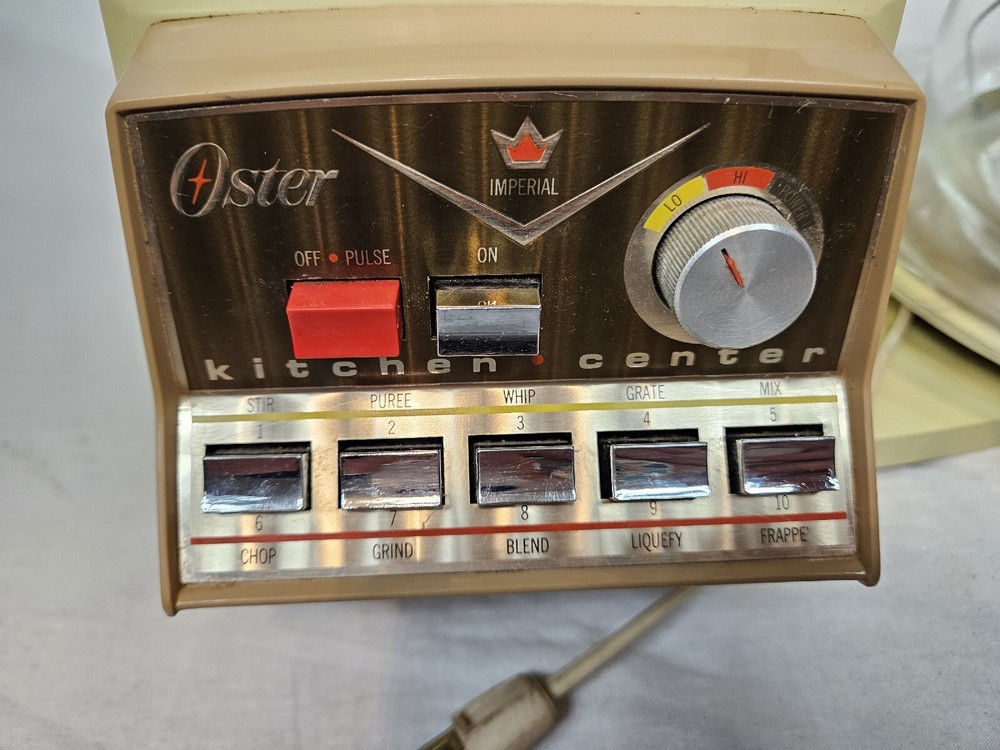 Oster
IMPERIAL
LO HI
OFF • PULSE ON
ON
kitchen • center
STIR PUREE WHIP GRATE MIX
1 2 3 4 5
6 7 8 9 10
CHOP GRIND BLEND LIQUEFY FRAPPE'